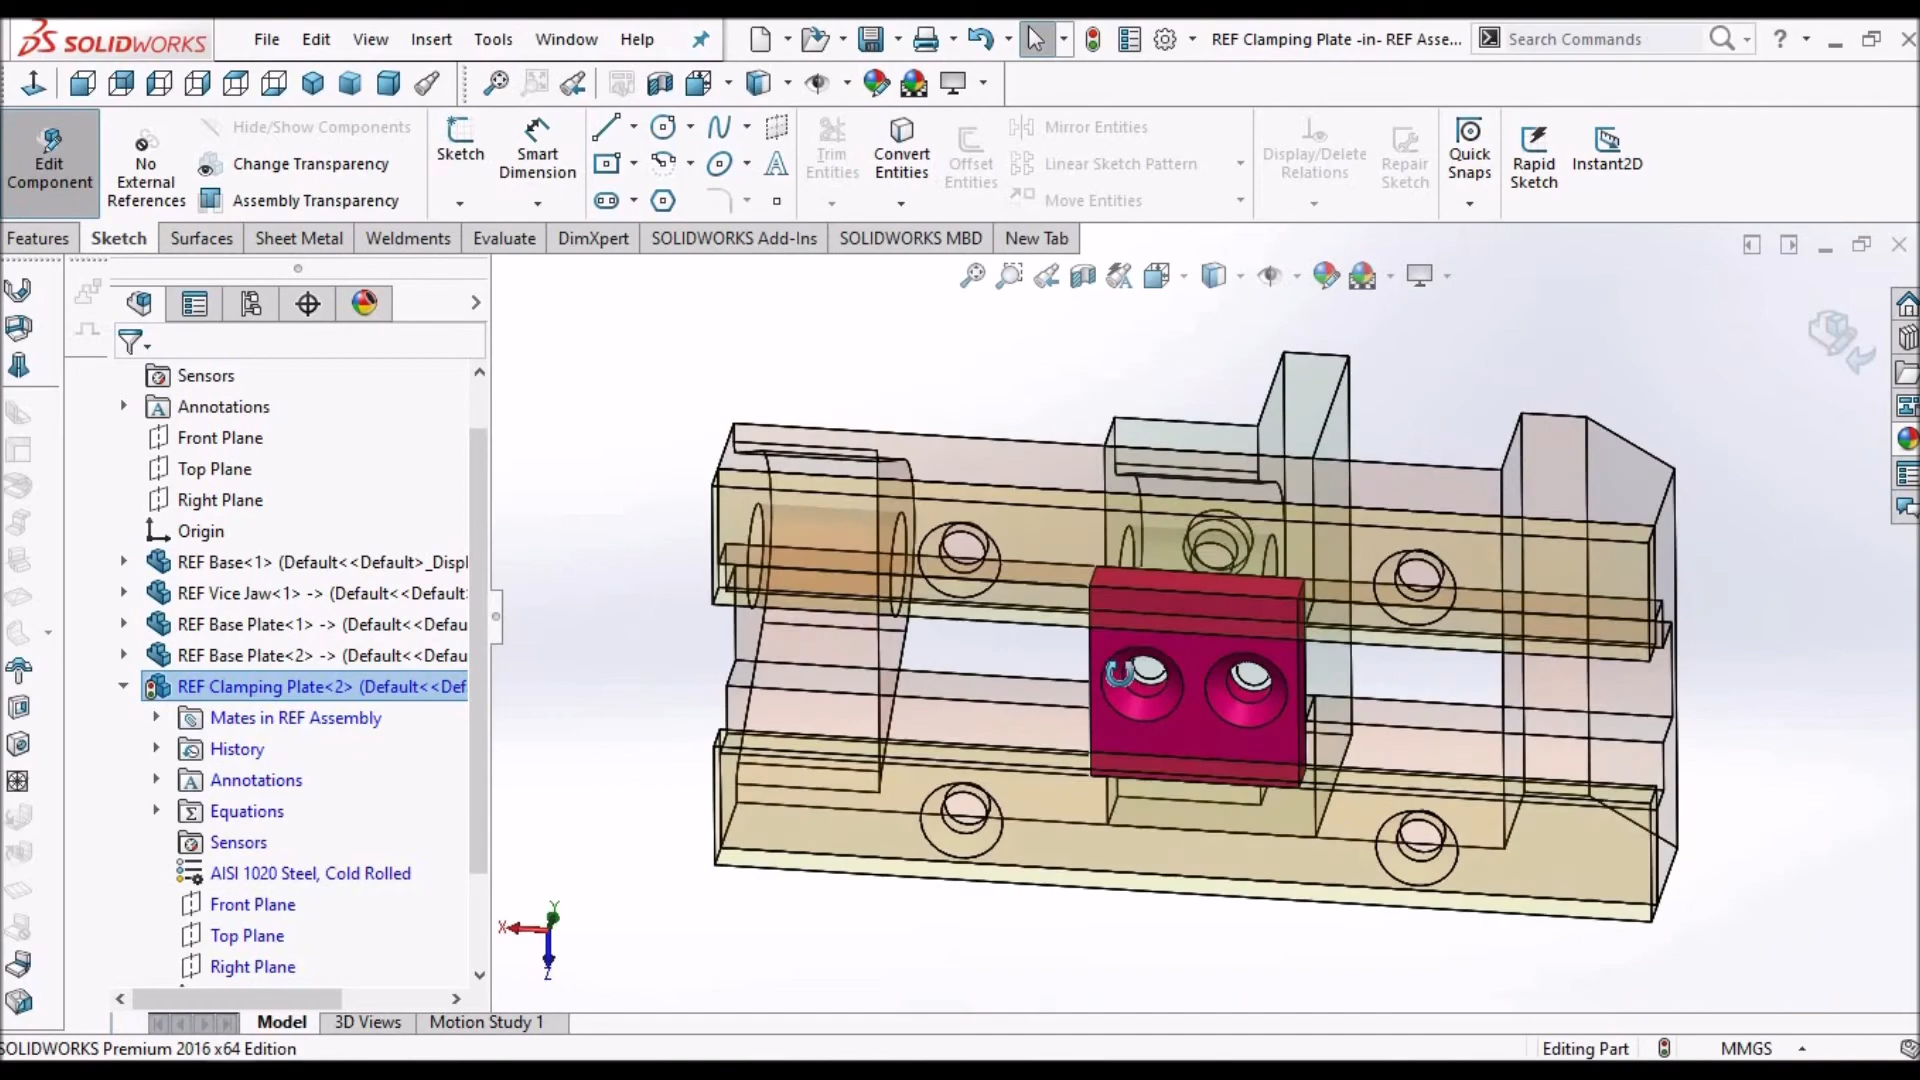 SOLIDWORKS File Edit View Insert Tools Window Help REF Clamping Plate -in- REF Asse... Search Commands ?
Edit Component
No External References
Hide/Show Components
Change Transparency
Assembly Transparency
Sketch
Smart Dimension
Trim Entities
Convert Entities
Offset Entities
Mirror Entities
Linear Sketch Pattern
Move Entities
Display/Delete Relations
Repair Sketch
Quick Snaps
Rapid Sketch
Instant2D
Features Sketch Surfaces Sheet Metal Weldments Evaluate DimXpert SOLIDWORKS Add-Ins SOLIDWORKS MBD New Tab
Sensors
Annotations
Front Plane
Top Plane
Right Plane
Origin
REF Base<1> (Default<<Default>_Displ
REF Vice Jaw<1> -> (Default<<Default:
REF Base Plate<1> -> (Default<<Defau
REF Base Plate<2> -> (Default<<Defau
REF Clamping Plate<2> (Default<<Def
Mates in REF Assembly
History
Annotations
Equations
Sensors
AISI 1020 Steel, Cold Rolled
Front Plane
Top Plane
Right Plane
Y
X
Z
Model 3D Views Motion Study 1
SOLIDWORKS Premium 2016 x64 Edition Editing Part MMGS